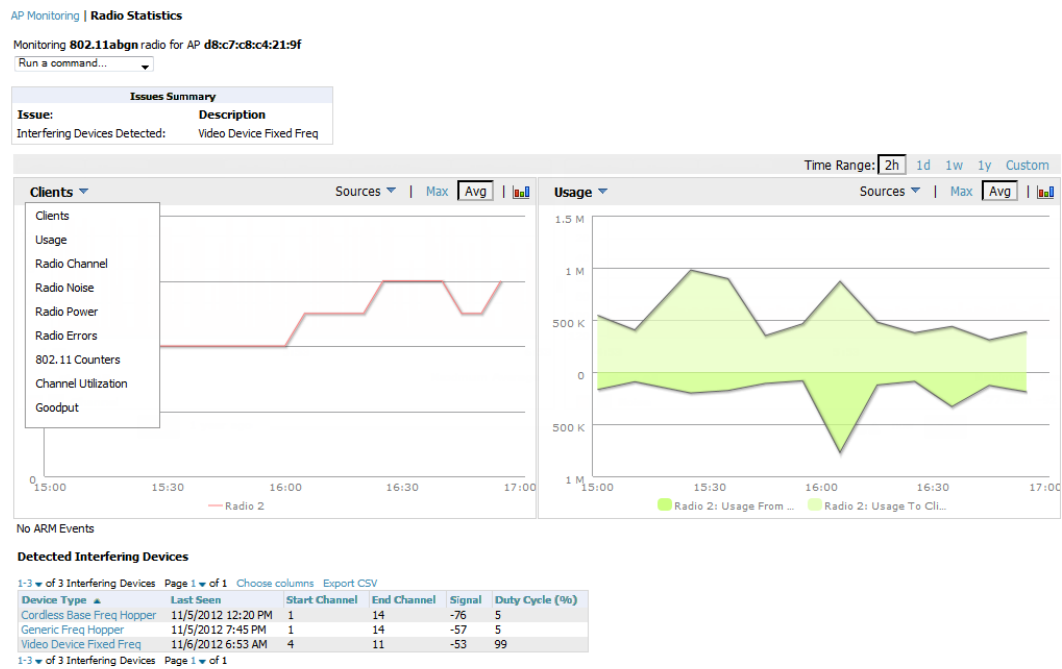 AP Monitoring | Radio Statistics
Monitoring 802.11abgn radio for AP d8:c7:c8:c4:21:9f
Run a command...
Issues Summary
Issue: Description
Interfering Devices Detected: Video Device Fixed Freq
Time Range: 2h 1d 1w 1y Custom
Clients Sources | Max Avg |
Clients
Usage
Radio Channel
Radio Noise
Radio Power
Radio Errors
802.11 Counters
Channel Utilization
Goodput
0
15:00 15:30 16:00 16:30 17:00
Radio 2
Usage Sources | Max Avg |
1.5 M
1 M
500 K
0
500 K
1 M
15:00 15:30 16:00 16:30 17:00
Radio 2: Usage From ... Radio 2: Usage To Cli...
No ARM Events
Detected Interfering Devices
1-3 of 3 Interfering Devices Page 1 of 1 Choose columns Export CSV
Device Type Last Seen Start Channel End Channel Signal Duty Cycle (%)
Cordless Base Freq Hopper 11/5/2012 12:20 PM 1 14 -76 5
Generic Freq Hopper 11/5/2012 7:45 PM 1 14 -57 5
Video Device Fixed Freq 11/6/2012 6:53 AM 4 11 -53 99
1-3 of 3 Interfering Devices Page 1 of 1